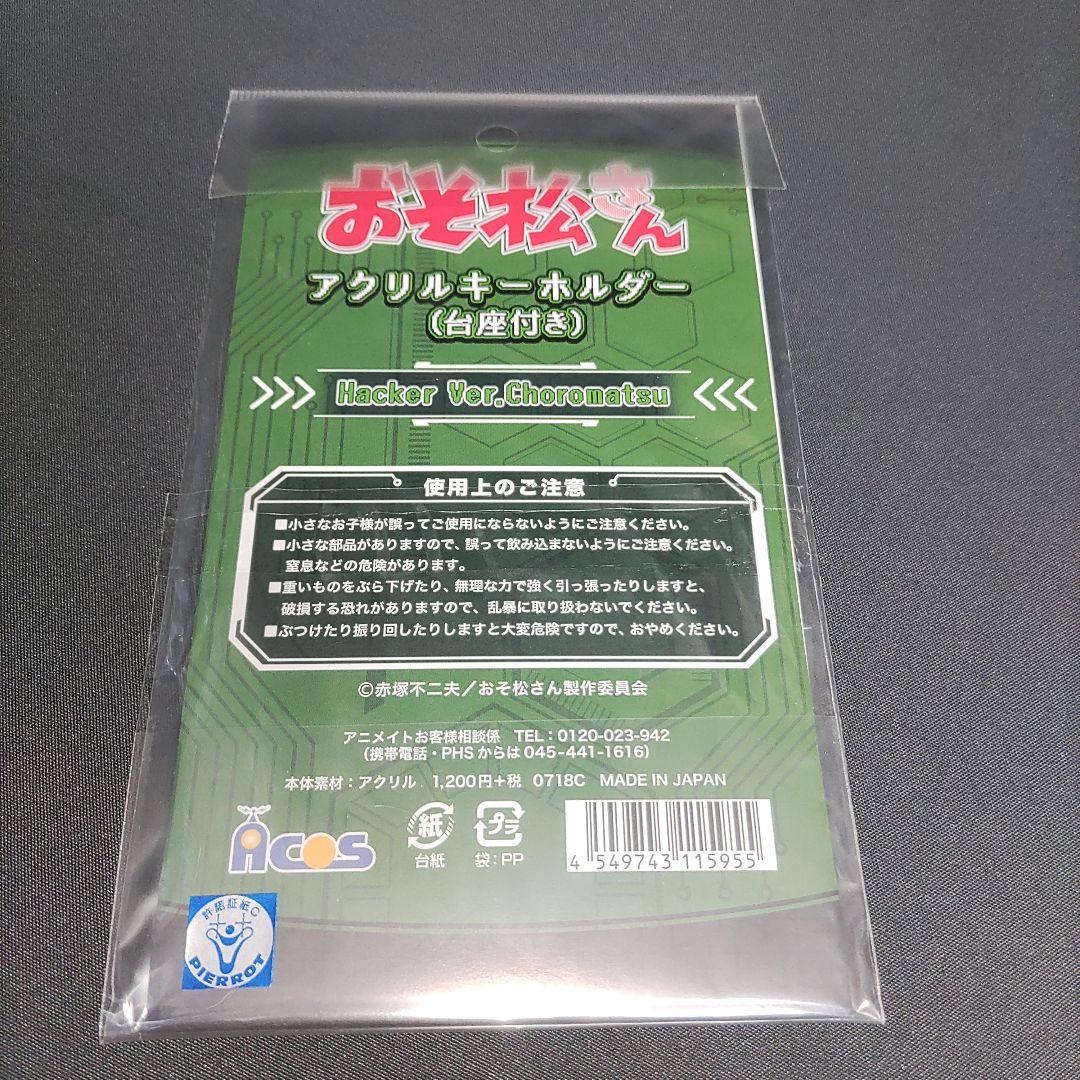 おそ松さん
アクリルキーホルダー
(台座付き)
Hacker Ver.Choromatsu
使用上のご注意
■小さなお子様が誤ってご使用にならないようにご注意ください。
■小さな部品がありますので、誤って飲み込まないようにご注意ください。
窒息などの危険があります。
■重いものをぶら下げたり、無理な力で強く引っ張ったりしますと、
破損する恐れがありますので、乱暴に取り扱わないでください。
■ぶつけたり振り回したりしますと大変危険ですので、おやめください。
©赤塚不二夫/おそ松さん製作委員会
アニメイトお客様相談係 TEL:0120-023-942
(携帯電話・PHSからは045-441-1616)
本体素材:アクリル 1,200円+税 0718C MADE IN JAPAN
ACOS
紙
台紙
プラ
袋:PP
4 549743 115955
許諾証紙C
PIERROT